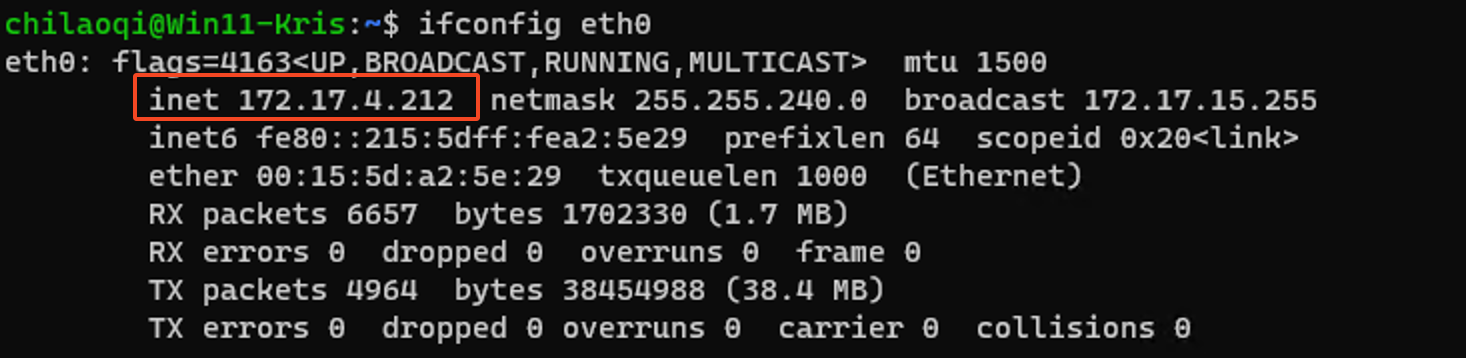 chilaoqi@Win11-Kris:~$ ifconfig eth0
eth0: flags=4163<UP,BROADCAST,RUNNING,MULTICAST>  mtu 1500
        inet 172.17.4.212  netmask 255.255.240.0  broadcast 172.17.15.255
        inet6 fe80::215:5dff:fea2:5e29  prefixlen 64  scopeid 0x20<link>
        ether 00:15:5d:a2:5e:29  txqueuelen 1000  (Ethernet)
        RX packets 6657  bytes 1702330 (1.7 MB)
        RX errors 0  dropped 0  overruns 0  frame 0
        TX packets 4964  bytes 38454988 (38.4 MB)
        TX errors 0  dropped 0 overruns 0  carrier 0  collisions 0